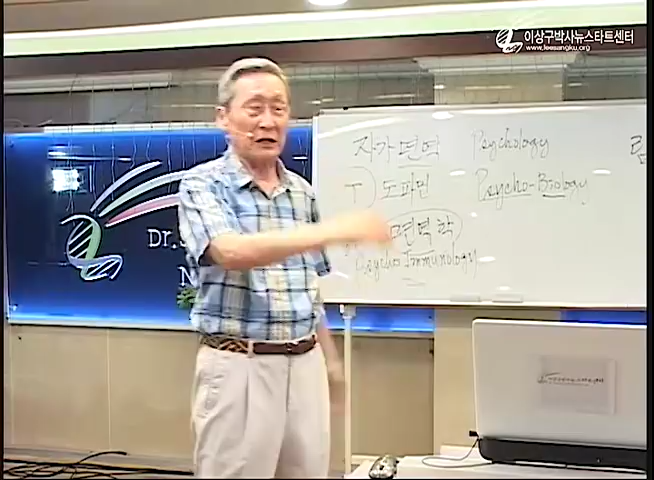 이상구박사뉴스타트센터
www.leesangku.org
자가면역 Psychology
T) 도파민 Psycho-Biology
면역학
Psycho Immunology
Dr.
N